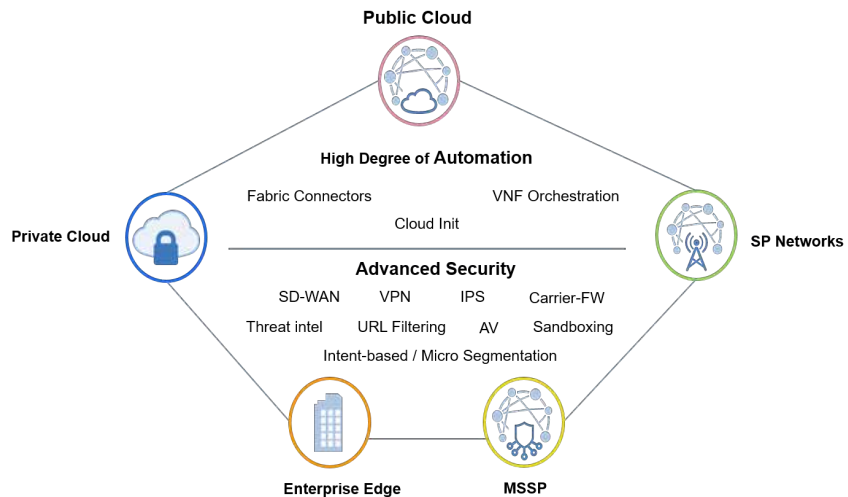 Public Cloud
High Degree of Automation
Fabric Connectors
VNF Orchestration
Cloud Init
Private Cloud
SP Networks
Advanced Security
SD-WAN
VPN
IPS
Carrier-FW
Threat intel
URL Filtering
AV
Sandboxing
Intent-based / Micro Segmentation
Enterprise Edge
MSSP